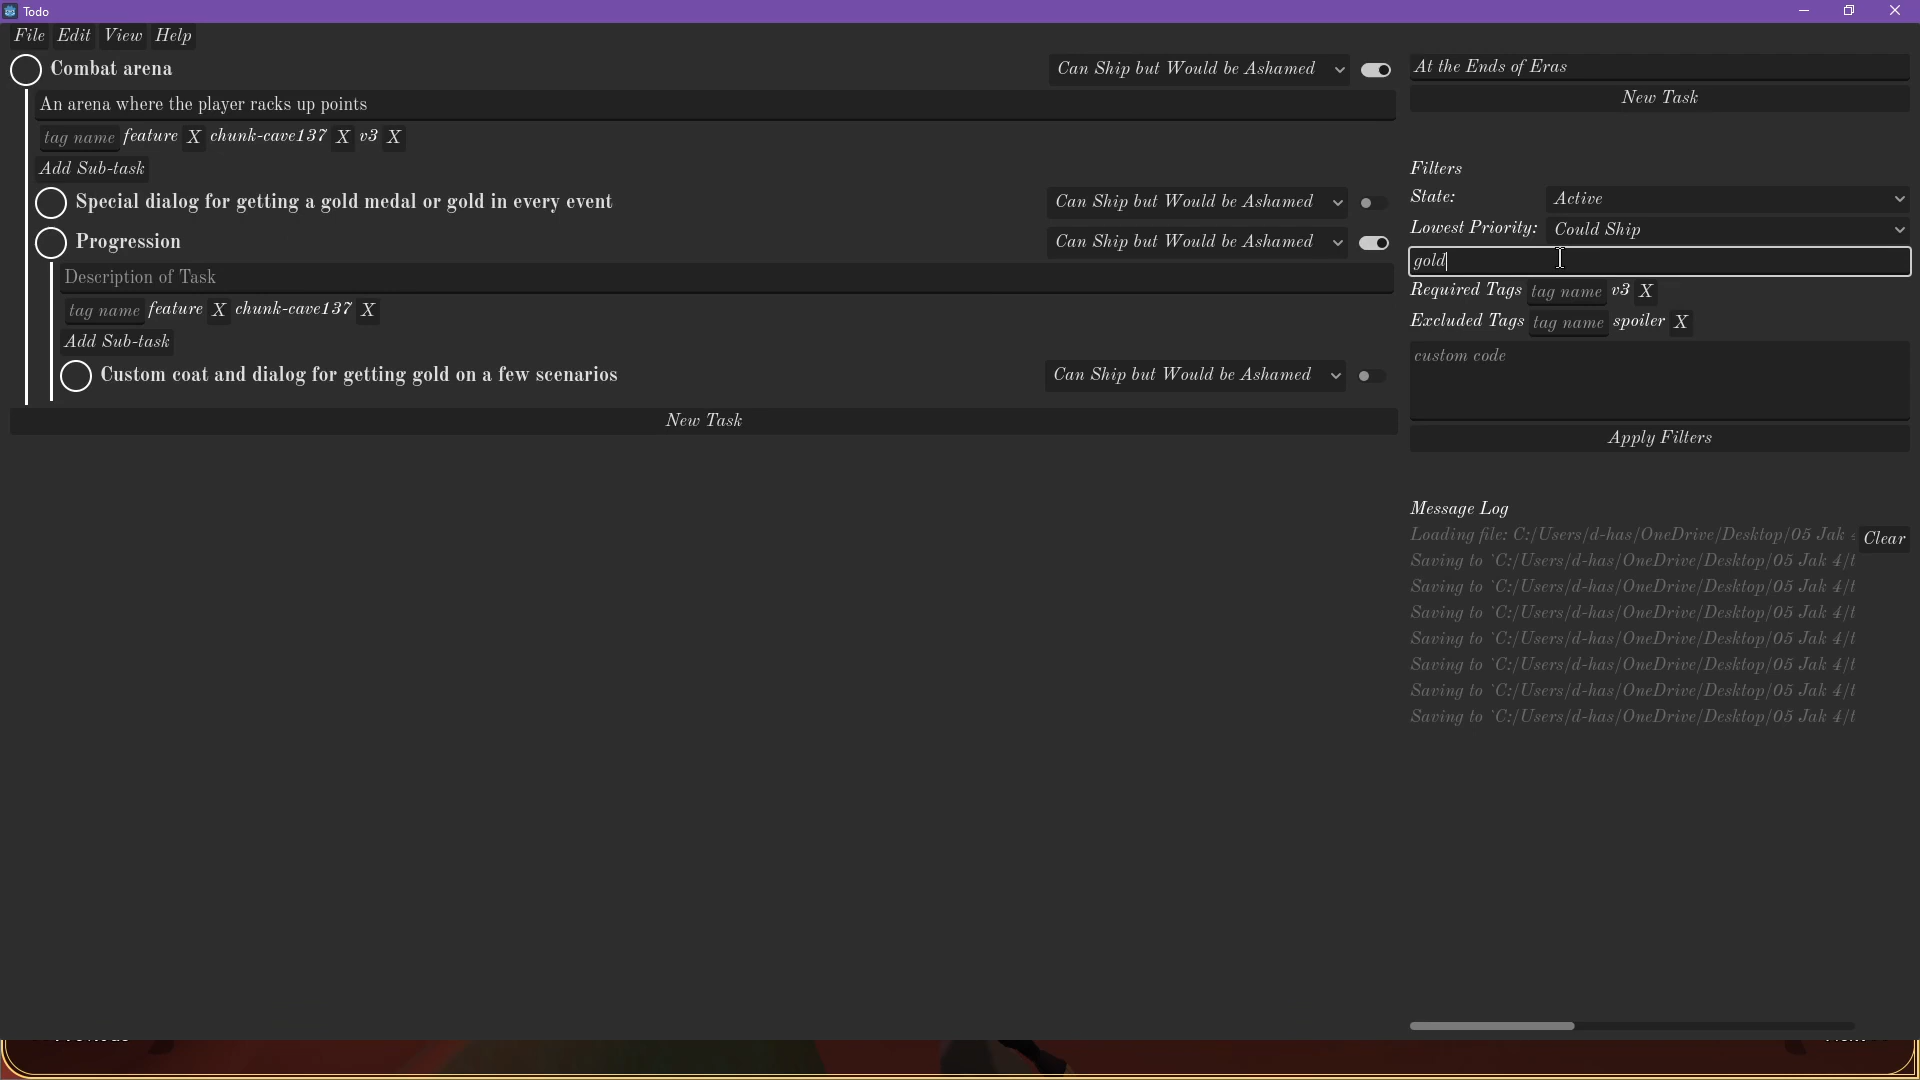 Todo
File Edit View Help
Combat arena Can Ship but Would be Ashamed
An arena where the player racks up points
tag name feature X chunk-cave137 X v3 X
Add Sub-task
Special dialog for getting a gold medal or gold in every event Can Ship but Would be Ashamed
Progression Can Ship but Would be Ashamed
Description of Task
tag name feature X chunk-cave137 X
Add Sub-task
Custom coat and dialog for getting gold on a few scenarios Can Ship but Would be Ashamed
New Task
At the Ends of Eras
New Task
Filters
State: Active
Lowest Priority: Could Ship
gold
Required Tags tag name v3 X
Excluded Tags tag name spoiler X
custom code
Apply Filters
Message Log
Loading file: C:/Users/d-has/OneDrive/Desktop/05 Jak
Clear
Saving to `C:/Users/d-has/OneDrive/Desktop/05 Jak 4/t
Saving to `C:/Users/d-has/OneDrive/Desktop/05 Jak 4/t
Saving to `C:/Users/d-has/OneDrive/Desktop/05 Jak 4/t
Saving to `C:/Users/d-has/OneDrive/Desktop/05 Jak 4/t
Saving to `C:/Users/d-has/OneDrive/Desktop/05 Jak 4/t
Saving to `C:/Users/d-has/OneDrive/Desktop/05 Jak 4/t
Saving to `C:/Users/d-has/OneDrive/Desktop/05 Jak 4/t